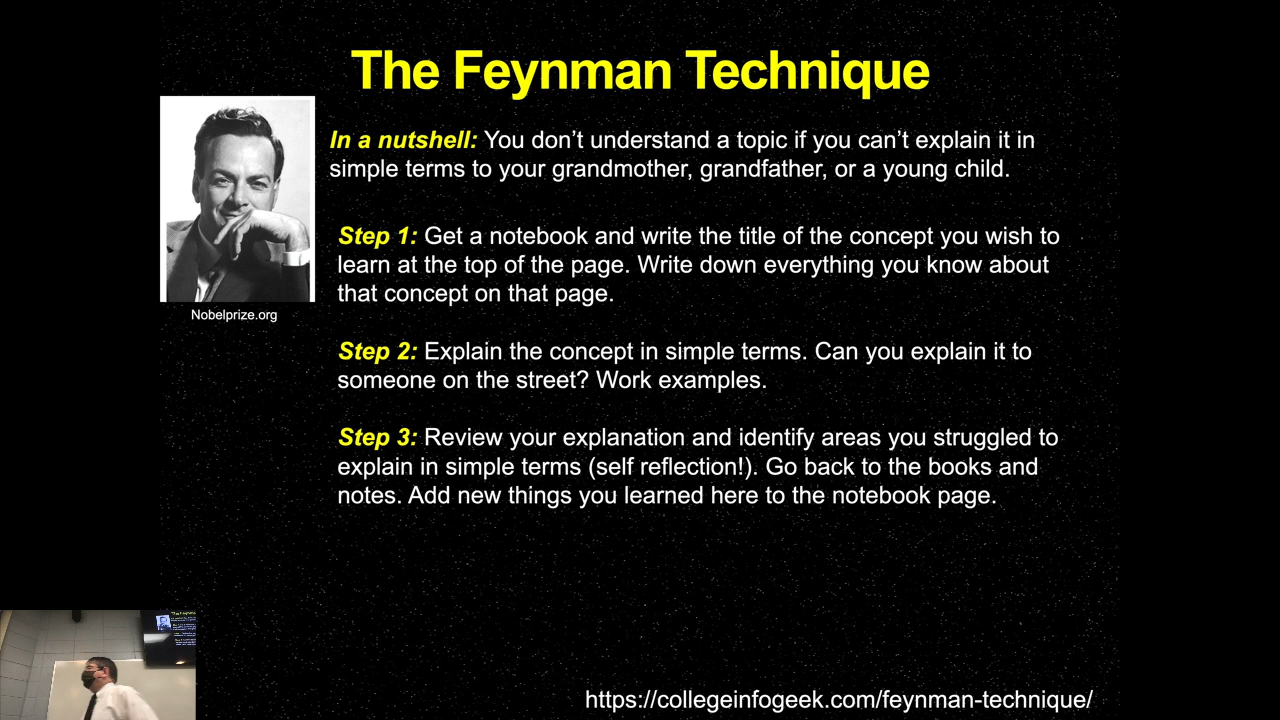 The Feynman Technique
In a nutshell: You don’t understand a topic if you can’t explain it in
simple terms to your grandmother, grandfather, or a young child.
Nobelprize.org
Step 1: Get a notebook and write the title of the concept you wish to
learn at the top of the page. Write down everything you know about
that concept on that page.
Step 2: Explain the concept in simple terms. Can you explain it to
someone on the street? Work examples.
Step 3: Review your explanation and identify areas you struggled to
explain in simple terms (self reflection!). Go back to the books and
notes. Add new things you learned here to the notebook page.
https://collegeinfogeek.com/feynman-technique/